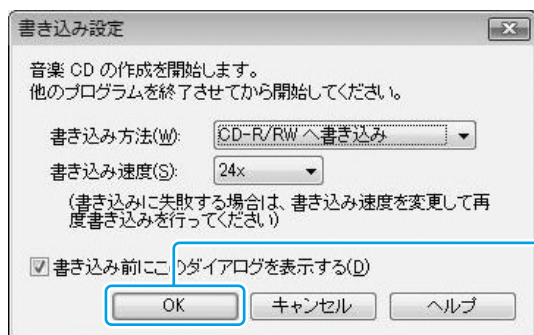 書き込み設定
音楽 CD の作成を開始します。
他のプログラムを終了させてから開始してください。
書き込み方法(W): CD-R/RW へ書き込み
書き込み速度(S): 24x
(書き込みに失敗する場合は、書き込み速度を変更して再
度書き込みを行ってください)
書き込み前にこのダイアログを表示する(D)
OK キャンセル ヘルプ